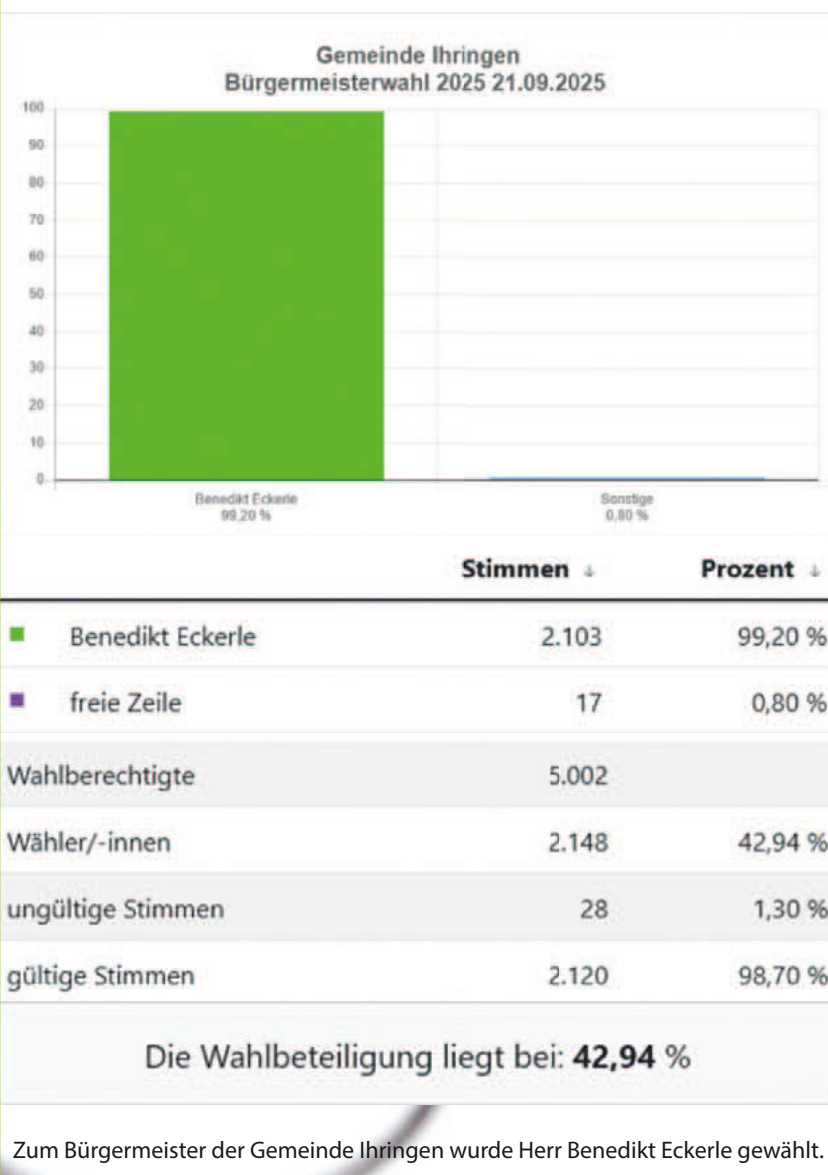 Gemeinde Ihringen
Bürgermeisterwahl 2025 21.09.2025
100
90
80
70
60
50
40
30
20
10
0
Benedikt Eckerle
99,20 %
Sonstige
0,80 %
Stimmen ↓ Prozent ↓
Benedikt Eckerle 2.103 99,20 %
freie Zeile 17 0,80 %
Wahlberechtigte 5.002
Wähler/-innen 2.148 42,94 %
ungültige Stimmen 28 1,30 %
gültige Stimmen 2.120 98,70 %
Die Wahlbeteiligung liegt bei: 42,94 %
Zum Bürgermeister der Gemeinde Ihringen wurde Herr Benedikt Eckerle gewählt.